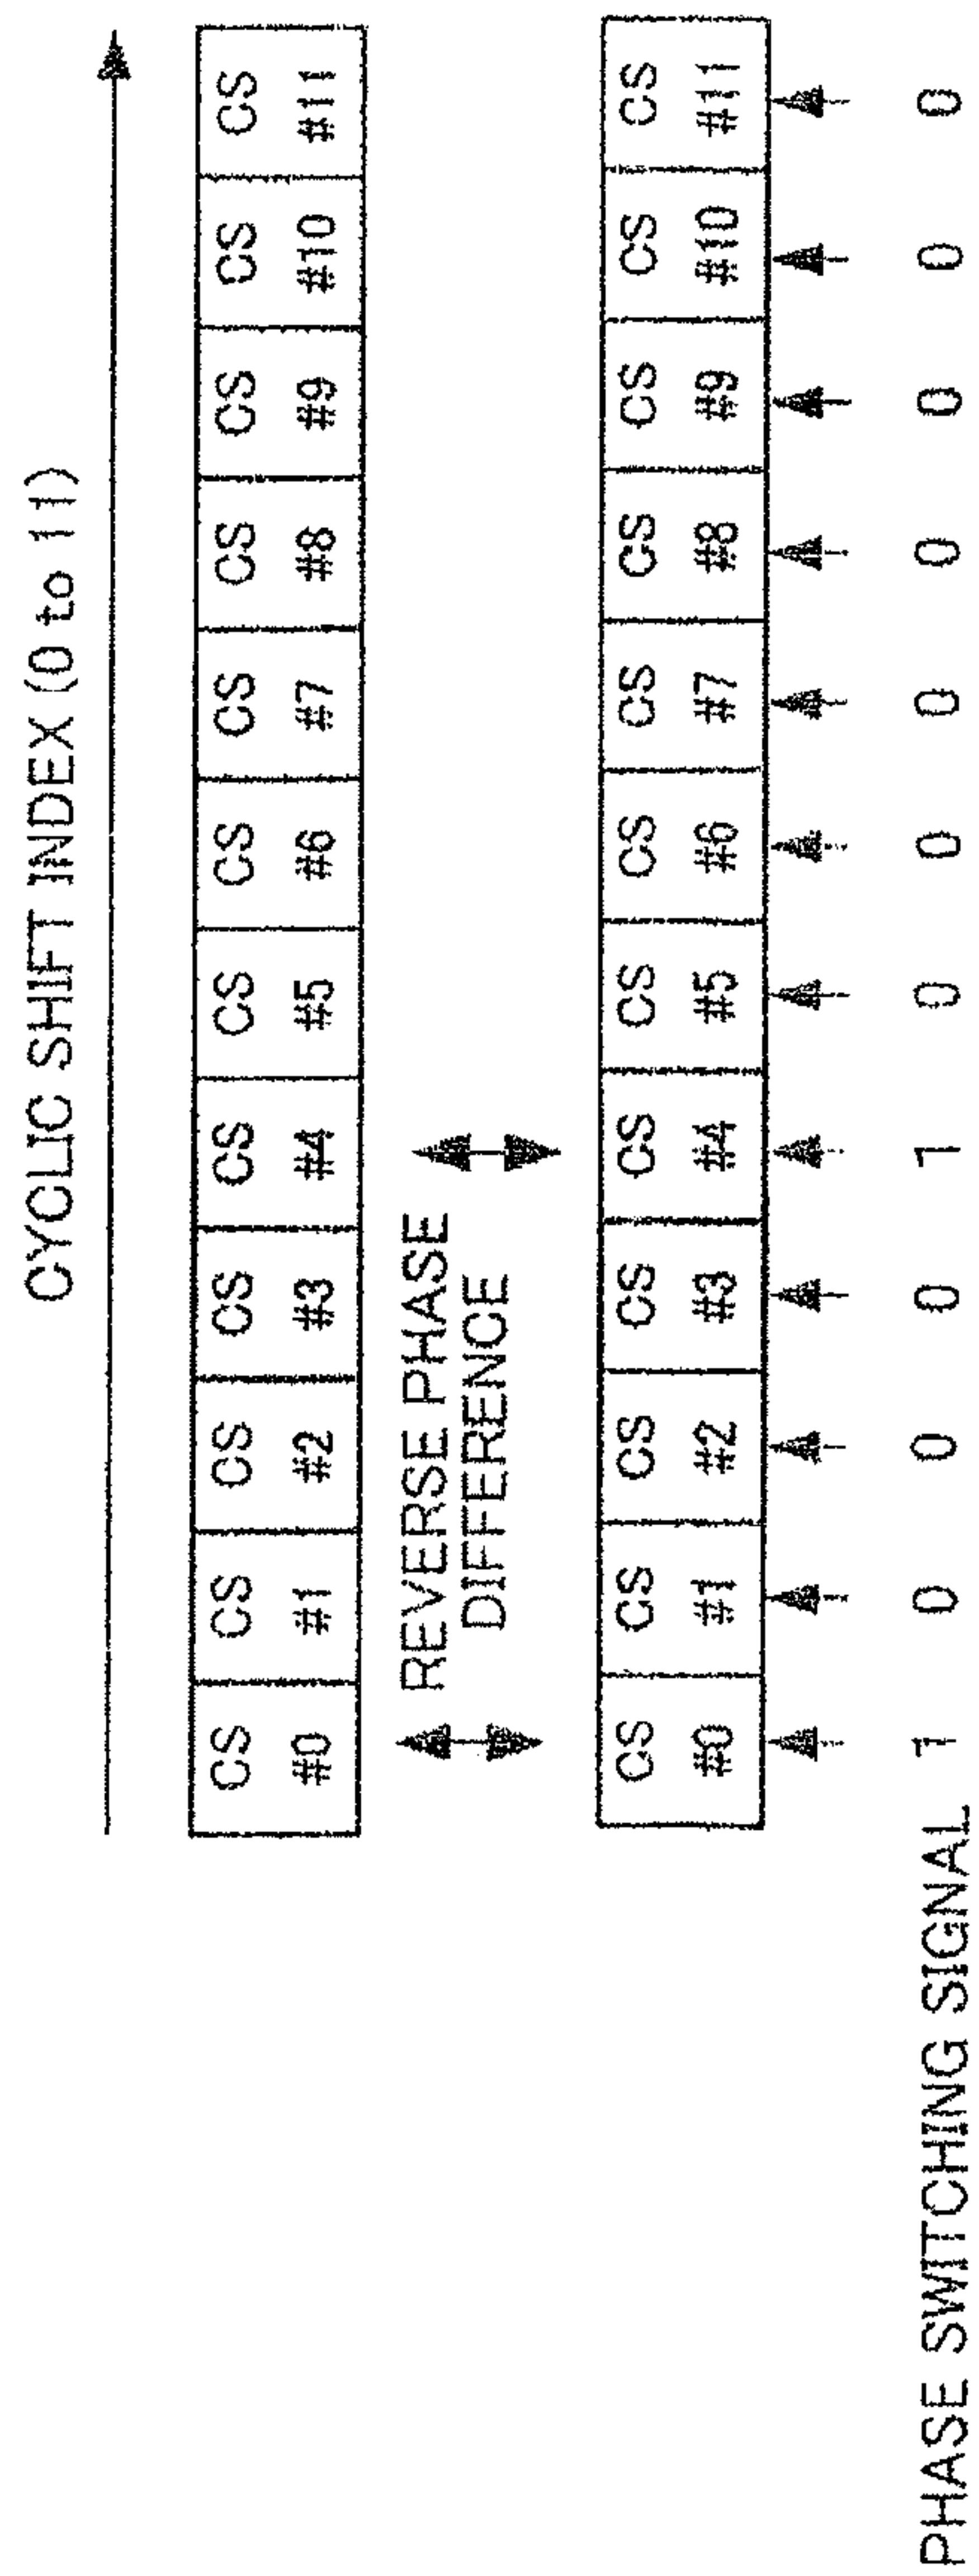 CYCLIC SHIFT INDEX (0 to 11)
CS #0 CS #1 CS #2 CS #3 CS #4 CS #5 CS #6 CS #7 CS #8 CS #9 CS #10 CS #11
REVERSE PHASE
DIFFERENCE
CS #0 CS #1 CS #2 CS #3 CS #4 CS #5 CS #6 CS #7 CS #8 CS #9 CS #10 CS #11
PHASE SWITCHING SIGNAL 1 0 0 0 1 0 0 0 0 0 0 0